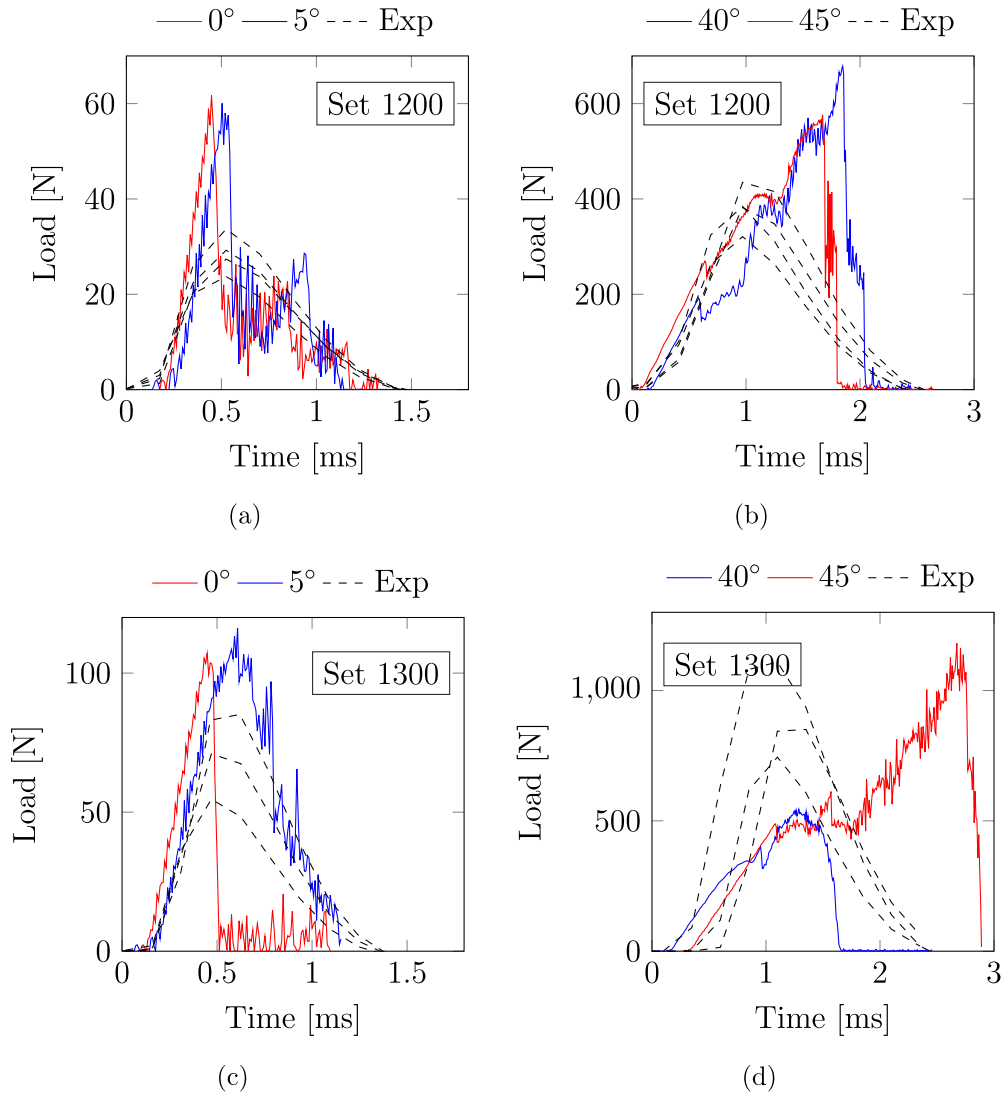 0° 5° Exp
Set 1200
60
40
20
0
0 0.5 1 1.5
Load [N]
Time [ms]
(a)
40° 45° Exp
Set 1200
600
400
200
0
0 1 2 3
Load [N]
Time [ms]
(b)
0° 5° Exp
Set 1300
100
50
0
0 0.5 1 1.5
Load [N]
Time [ms]
(c)
40° 45° Exp
Set 1300
1,000
500
0
0 1 2 3
Load [N]
Time [ms]
(d)